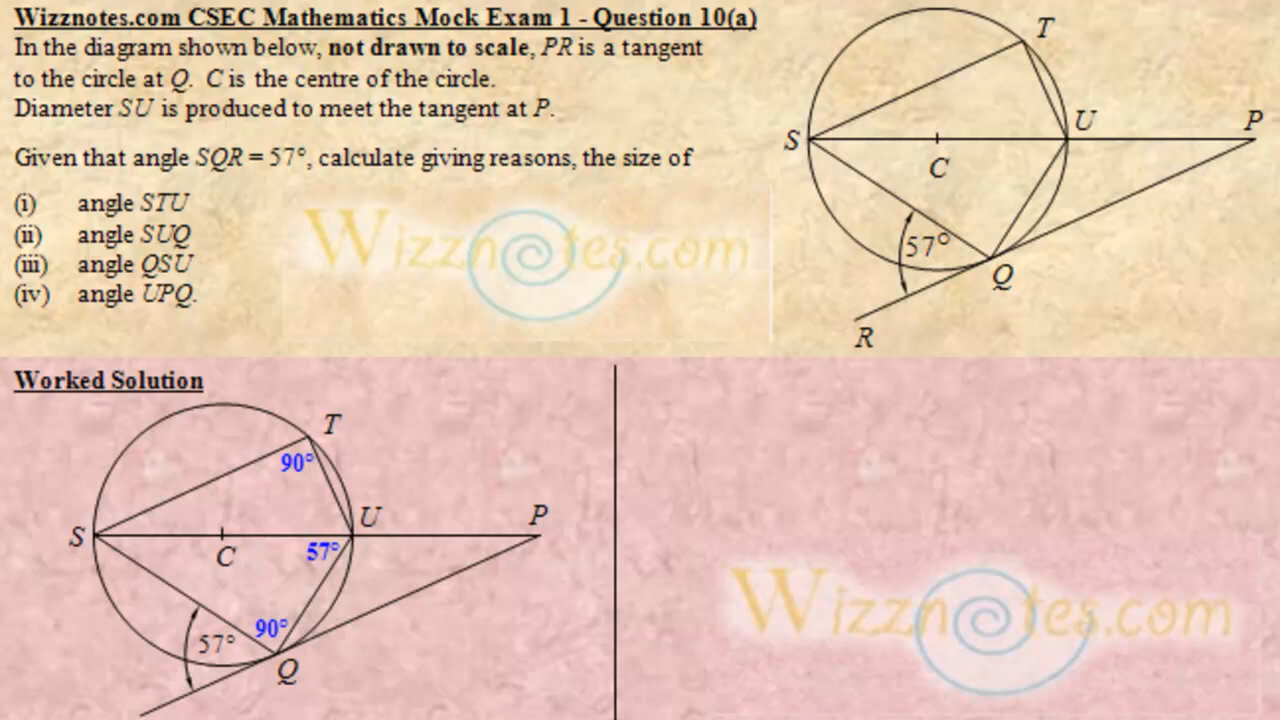 Wizznotes.com CSEC Mathematics Mock Exam 1 - Question 10(a)
In the diagram shown below, not drawn to scale, PR is a tangent
to the circle at Q. C is the centre of the circle.
Diameter SU is produced to meet the tangent at P.
Given that angle SQR = 57°, calculate giving reasons, the size of
(i) angle STU
(ii) angle SUQ
(iii) angle QSU
(iv) angle UPQ.
Wizznotes.com
T
S
U
P
C
57°
Q
R
Worked Solution
T
90°
S
U
P
C
57°
90°
57°
Q
Wizznotes.com